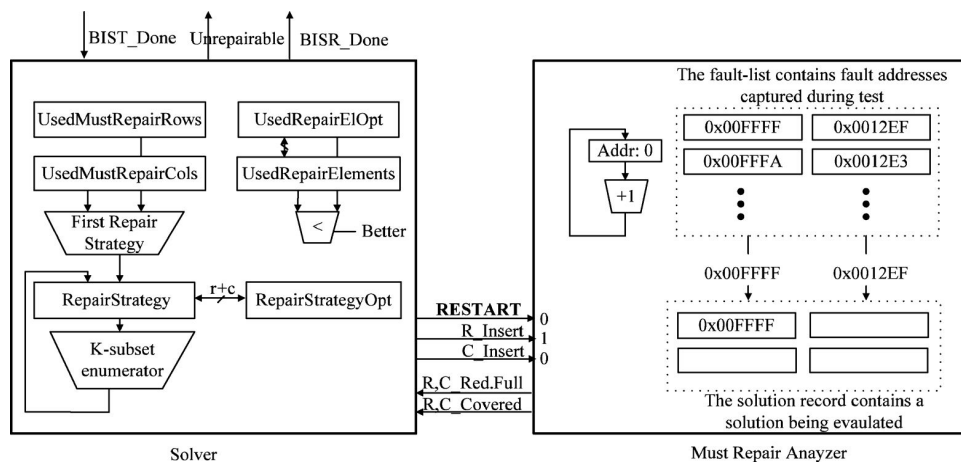 BIST_Done
Unrepairable
BISR_Done
UsedMustRepairRows
UsedRepairElOpt
UsedMustRepairCols
UsedRepairElements
First Repair
Strategy
<
Better
RepairStrategy
r+c
RepairStrategyOpt
K-subset
enumerator
Solver
RESTART
0
R_Insert
1
C_Insert
0
R,C_Red.Full
R,C_Covered
The fault-list contains fault addresses
captured during test
0x00FFFF
0x0012EF
Addr: 0
0x00FFFA
0x0012E3
+1
0x00FFFF
0x0012EF
0x00FFFF
The solution record contains a
solution being evaulated
Must Repair Anayzer